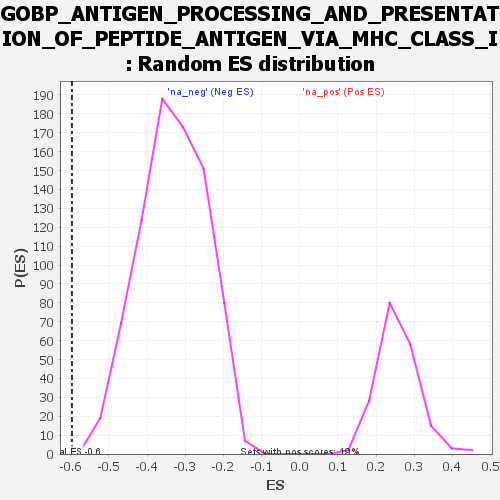 GOBP_ANTIGEN_PROCESSING_AND_PRESENTAT
ION_OF_PEPTIDE_ANTIGEN_VIA_MHC_CLASS_I
: Random ES distribution
'na_neg' (Neg ES) 'na_pos' (Pos ES)
190
180
170
160
150
140
130
120
110
100
90
80
70
60
50
40
30
20
10
0
P(ES)
al ES -0.6 Sets with pos scores: 19%
-0.6 -0.5 -0.4 -0.3 -0.2 -0.1 0.0 0.1 0.2 0.3 0.4 0.5
ES